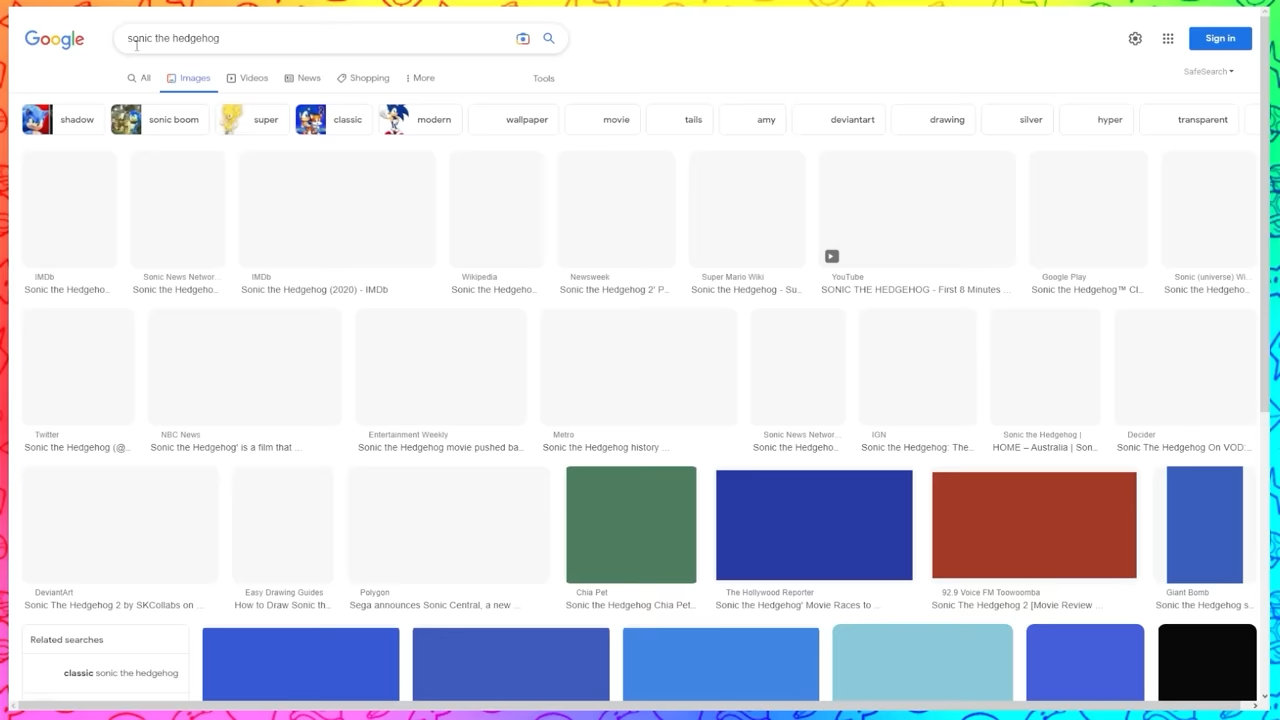 Google
sonic the hedgehog
Sign in
All Images Videos News Shopping More Tools
SafeSearch
shadow sonic boom super classic modern wallpaper movie tails amy deviantart drawing silver hyper transparent
IMDb Sonic News Networ... IMDb Wikipedia Newsweek Super Mario Wiki YouTube Google Play Sonic (universe) Wi...
Sonic the Hedgeho... Sonic the Hedgeho... Sonic the Hedgehog (2020) - IMDb Sonic the Hedgeho... Sonic the Hedgehog 2' P... Sonic the Hedgehog - Su... SONIC THE HEDGEHOG - First 8 Minutes ... Sonic the Hedgehog™ Cl... Sonic the Hedgeho...
Twitter NBC News Entertainment Weekly Metro Sonic News Networ... IGN Sonic the Hedgehog | Decider
Sonic the Hedgehog (@... Sonic the Hedgehog' is a film that ... Sonic the Hedgehog movie pushed ba... Sonic the Hedgehog history ... Sonic the Hedgeho... Sonic the Hedgehog: The... HOME – Australia | Son... Sonic The Hedgehog On VOD:...
DeviantArt Easy Drawing Guides Polygon Chia Pet The Hollywood Reporter 92.9 Voice FM Toowoomba Giant Bomb
Sonic The Hedgehog 2 by SKCollabs on ... How to Draw Sonic th... Sega announces Sonic Central, a new ... Sonic the Hedgehog Chia Pet... Sonic the Hedgehog' Movie Races to ... Sonic The Hedgehog 2 [Movie Review ... Sonic the Hedgehog s...
Related searches
classic sonic the hedgehog